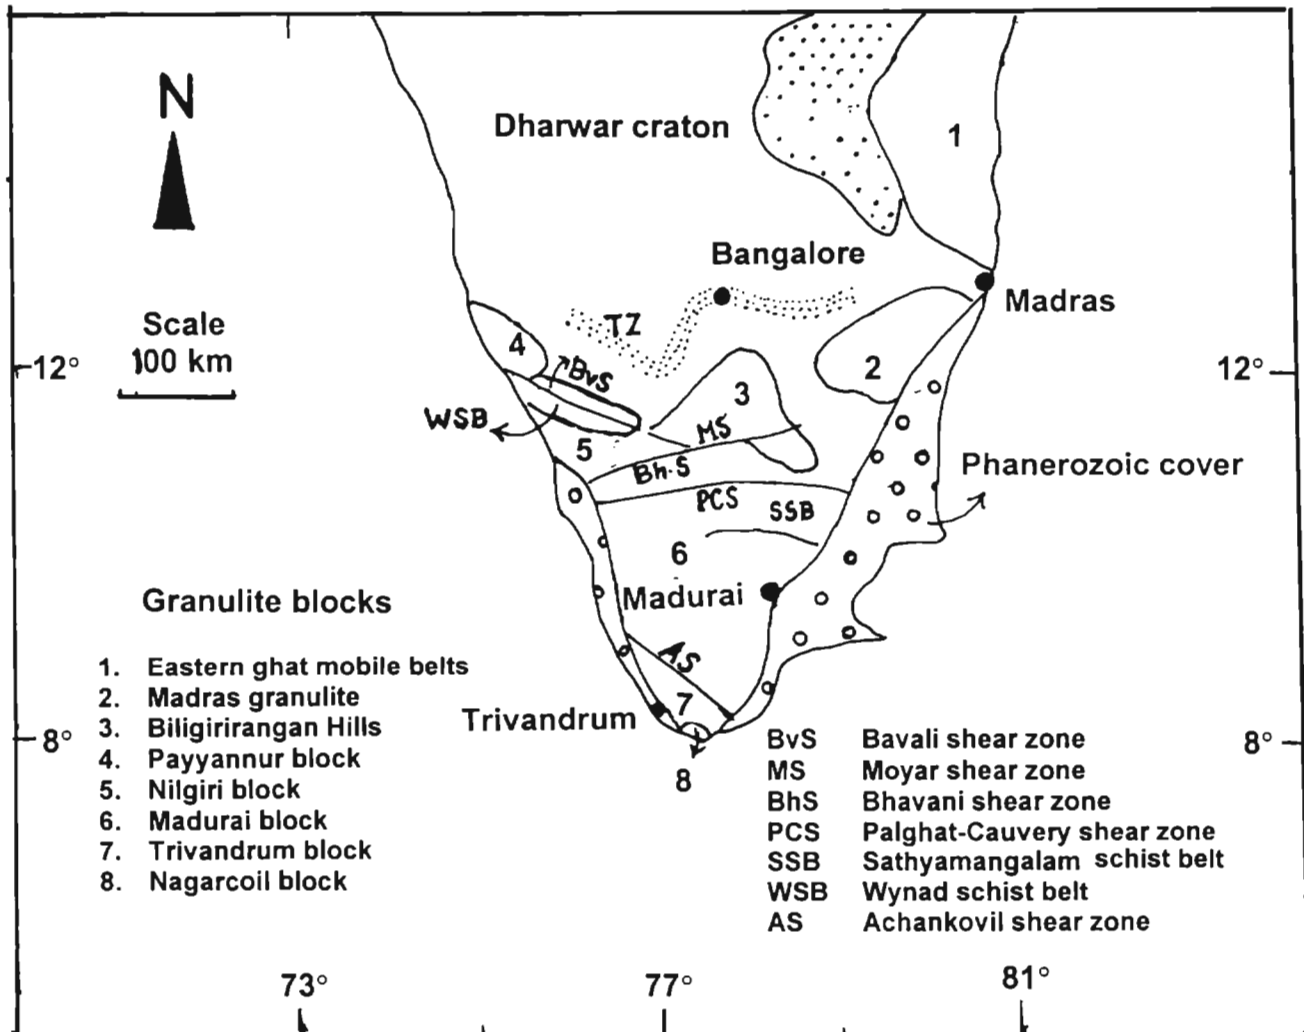 N
Dharwar craton
1
Bangalore
Madras
Scale
100 km
TZ
12°
12°
4
BvS
2
3
WSB
MS
5
Bh.S
Phanerozoic cover
PCS
SSB
6
Madurai
Granulite blocks
AS
1. Eastern ghat mobile belts
2. Madras granulite
3. Biligirirangan Hills
4. Payyannur block
5. Nilgiri block
6. Madurai block
7. Trivandrum block
8. Nagarcoil block
7
Trivandrum
8
8°
8°
BvS Bavali shear zone
MS Moyar shear zone
BhS Bhavani shear zone
PCS Palghat-Cauvery shear zone
SSB Sathyamangalam schist belt
WSB Wynad schist belt
AS Achankovil shear zone
73°
77°
81°